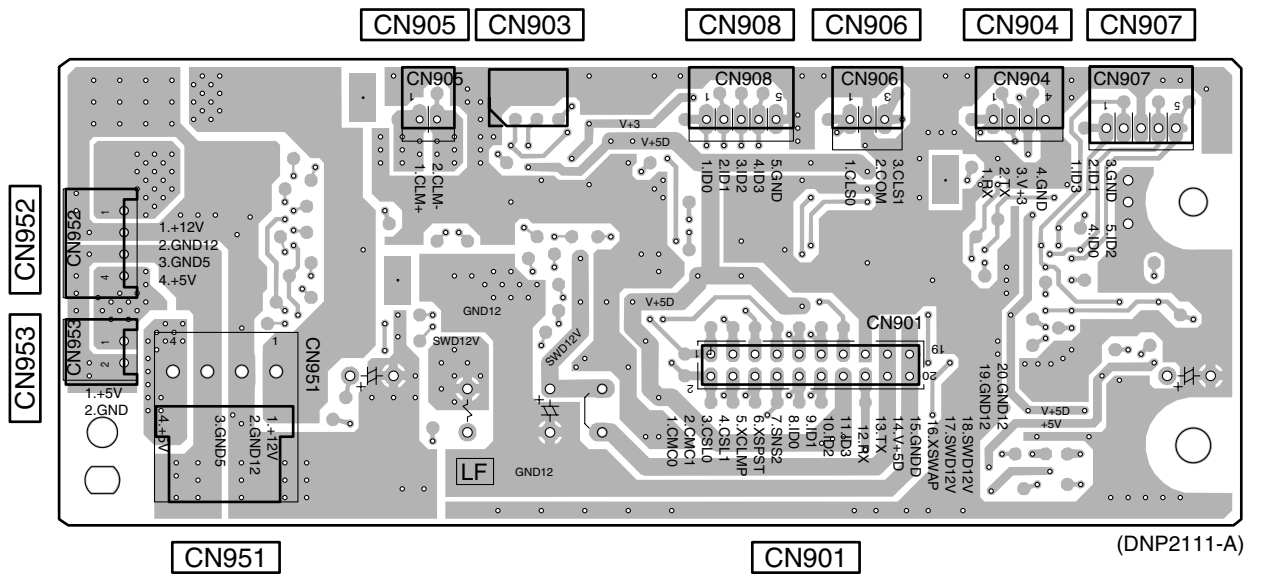 CN905
CN903
CN908
CN906
CN904
CN907
CN905
1
CN908
1 5
CN906
1 3
CN904
1 4
CN907
1 5
V+3
V+5D
1.CLM+
2.CLM-
1.ID0
2.ID1
3.ID2
4.ID3
5.GND
1.CLS0
2.COM
3.CLS1
1.RX
2.TX
3.V+3
4.GND
1.ID3
2.ID1
3.GND
4.ID0
5.ID2
CN952
CN952
1
4
1.+12V
2.GND12
3.GND5
4.+5V
CN953
CN953
1
2
1.+5V
2.GND
4
1
CN951
4.+5V
3.GND5
2.GND12
1.+12V
GND12
SWD12V
SWD12V
+
+
LF
GND12
V+5D
CN901
1
19
2
20
1.CMC0
2.CMC1
3.CSL0
4.CSL1
5.XCLMP
6.XSPST
7.SNS2
8.ID0
9.ID1
10.ID2
11.ID3
12.RX
13.TX
14.V+5D
15.GNDD
16.XSWAP
17.SWD12V
18.SWD12V
19.GND12
20.GND12
V+5D
+5V
+
CN951
CN901
(DNP2111-A)